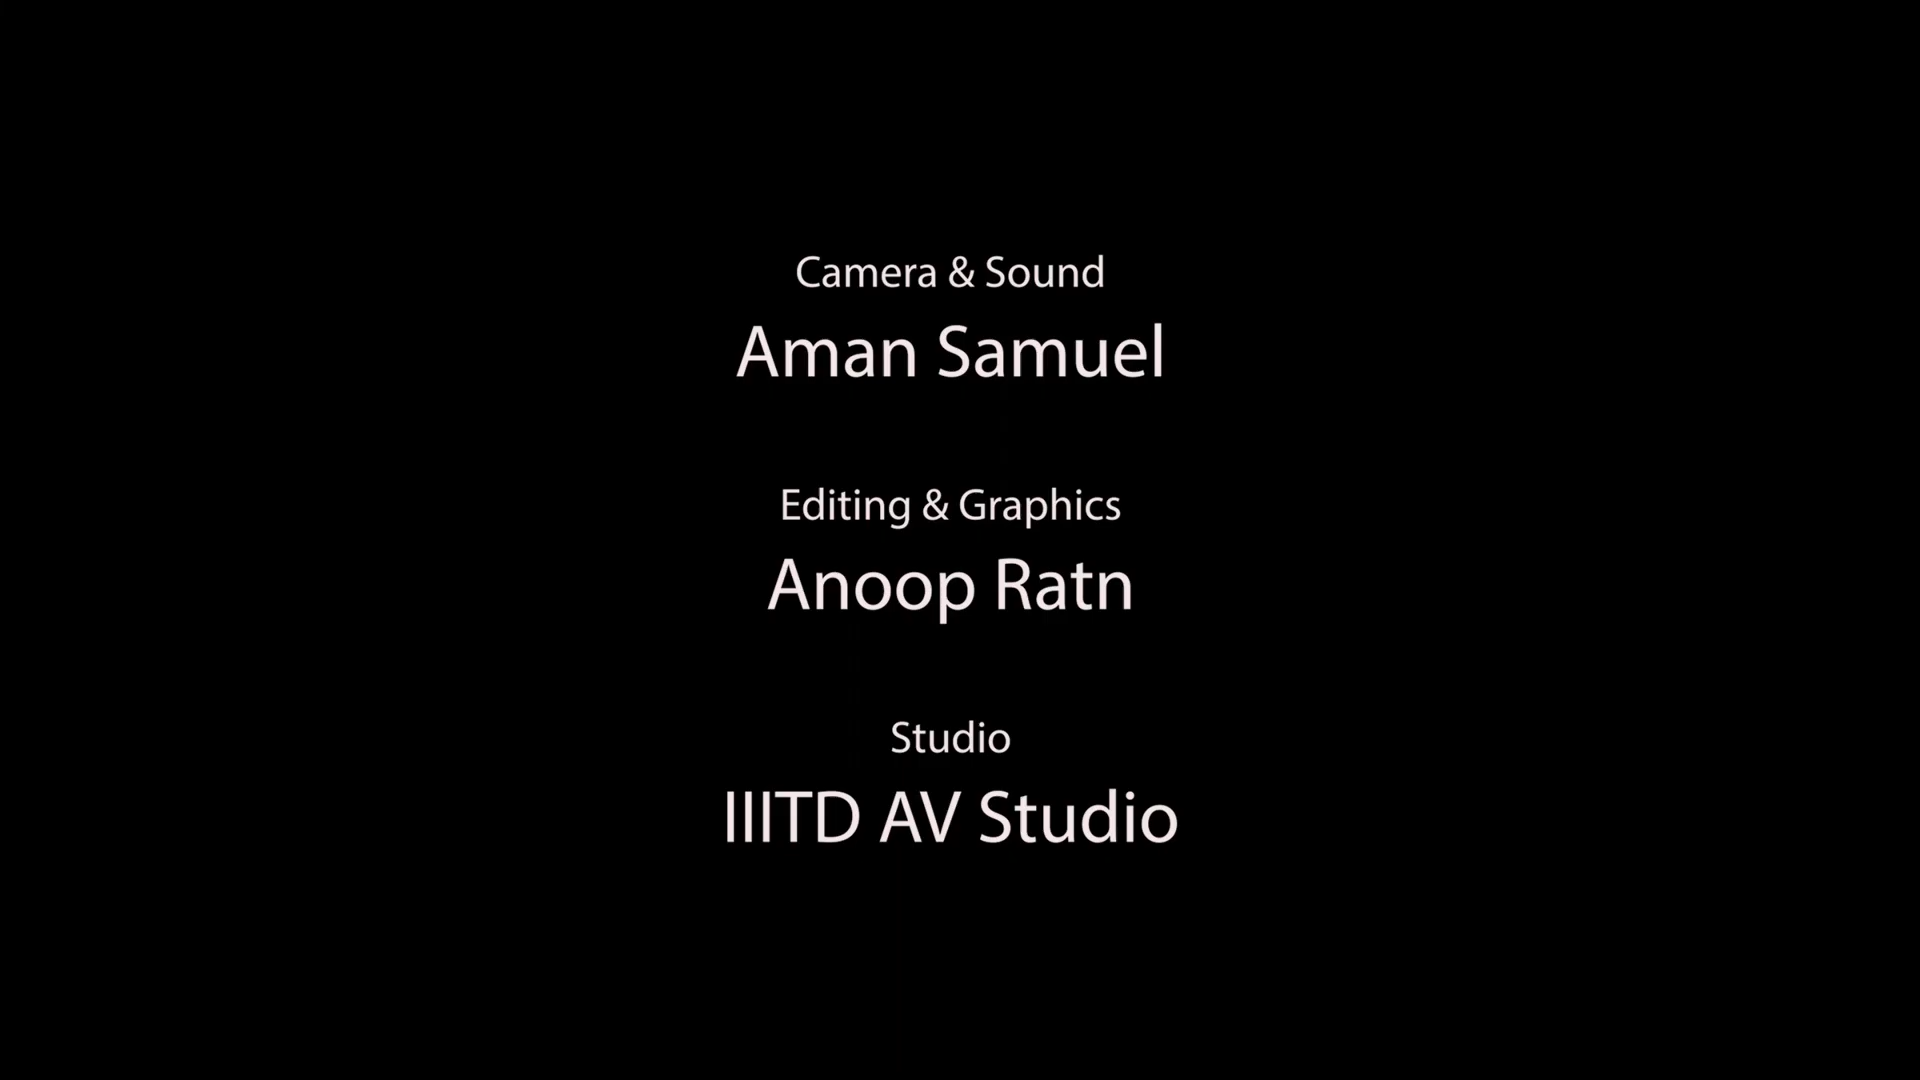 Camera & Sound
Aman Samuel
Editing & Graphics
Anoop Ratn
Studio
IIITD AV Studio